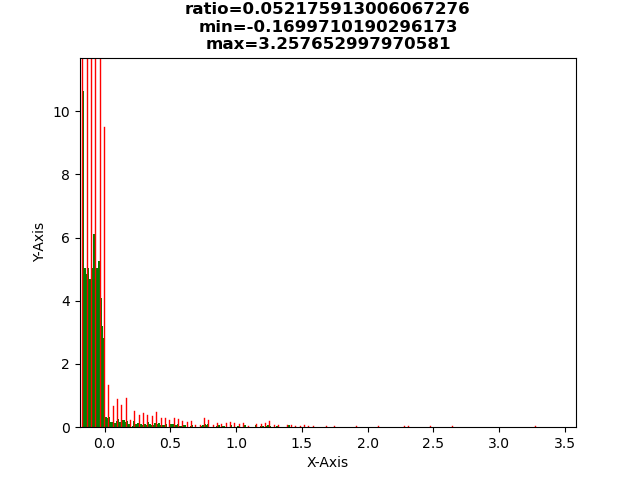 ratio=0.052175913006067276
min=-0.1699710190296173
max=3.257652997970581
10
8
6
4
2
0
Y-Axis
0.0 0.5 1.0 1.5 2.0 2.5 3.0 3.5
X-Axis